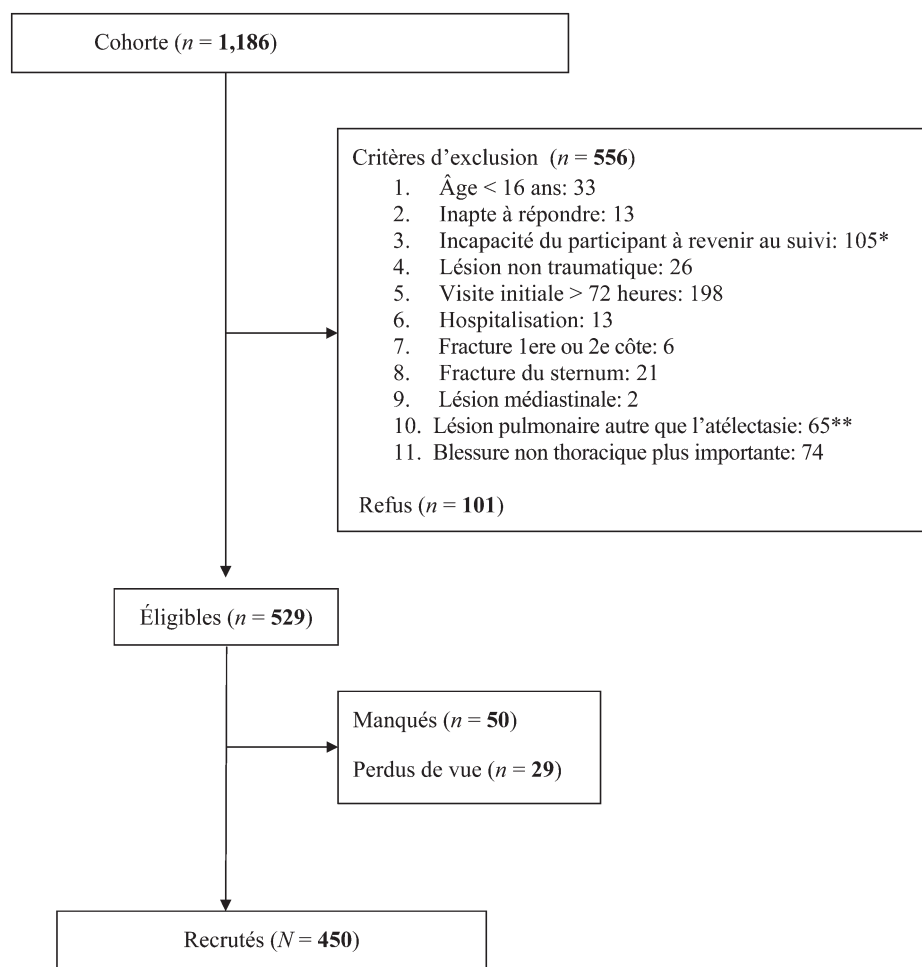 Cohorte (n = 1,186)
Critères d'exclusion (n = 556)
1. Âge < 16 ans: 33
2. Inapte à répondre: 13
3. Incapacité du participant à revenir au suivi: 105*
4. Lésion non traumatique: 26
5. Visite initiale > 72 heures: 198
6. Hospitalisation: 13
7. Fracture 1ere ou 2e côte: 6
8. Fracture du sternum: 21
9. Lésion médiastinale: 2
10. Lésion pulmonaire autre que l'atélectasie: 65**
11. Blessure non thoracique plus importante: 74
Refus (n = 101)
Éligibles (n = 529)
Manqués (n = 50)
Perdus de vue (n = 29)
Recrutés (N = 450)